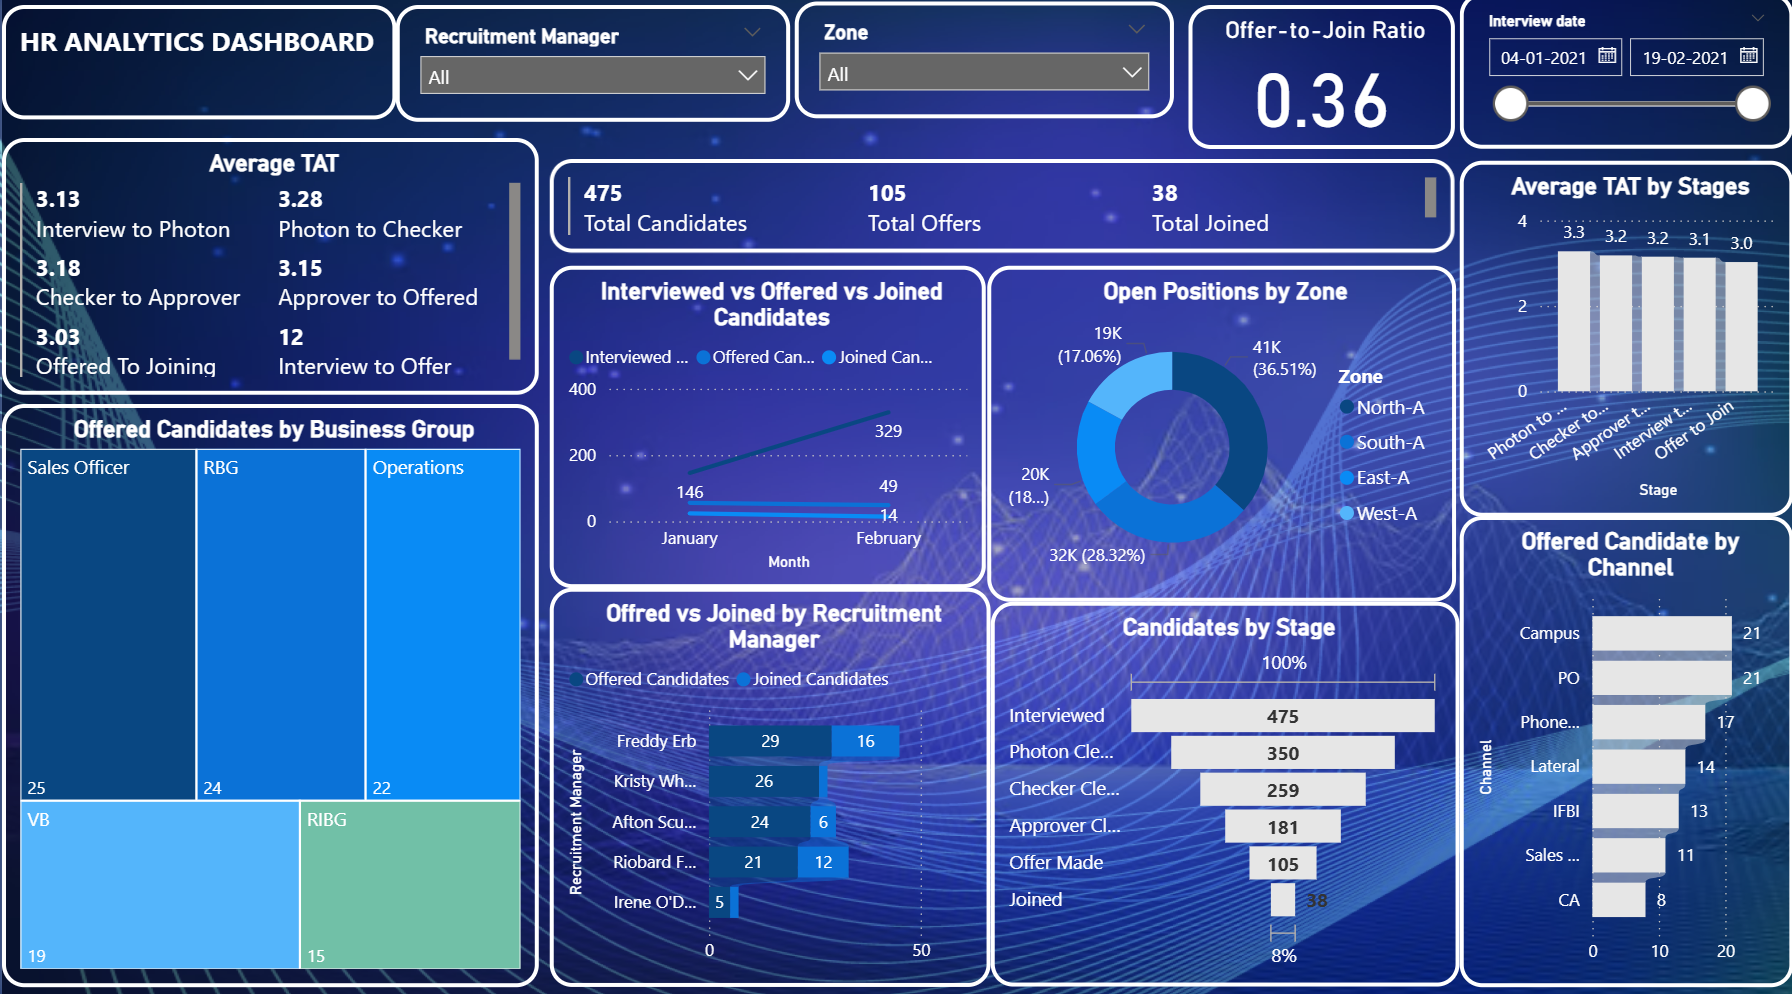 HR ANALYTICS DASHBOARD
Recruitment Manager
All
Zone
All
Offer-to-Join Ratio
0.36
Interview date
04-01-2021
19-02-2021
Average TAT
3.13
Interview to Photon
3.28
Photon to Checker
3.18
Checker to Approver
3.15
Approver to Offered
3.03
Offered To Joining
12
Interview to Offer
475
Total Candidates
105
Total Offers
38
Total Joined
Average TAT by Stages
4
2
0
3.3
3.2
3.2
3.1
3.0
Photon to ...
Checker to...
Approver t...
Interview t...
Offer to Join
Stage
Interviewed vs Offered vs Joined
Candidates
Interviewed ...
Offered Can...
Joined Can...
400
200
0
329
146
49
14
January
February
Month
Open Positions by Zone
19K
(17.06%)
41K
(36.51%)
20K
(18...)
32K (28.32%)
Zone
North-A
South-A
East-A
West-A
Offered Candidates by Business Group
Sales Officer
25
RBG
24
Operations
22
VB
19
RIBG
15
Offred vs Joined by Recruitment
Manager
Offered Candidates
Joined Candidates
Recruitment Manager
Freddy Erb
29
16
Kristy Wh...
26
Afton Scu...
24
6
Riobard F...
21
12
Irene O'D...
5
0
50
Candidates by Stage
100%
Interviewed
475
Photon Cle...
350
Checker Cle...
259
Approver Cl...
181
Offer Made
105
Joined
38
8%
Offered Candidate by
Channel
Channel
Campus
21
PO
21
Phone...
17
Lateral
14
IFBI
13
Sales ...
11
CA
8
0
10
20